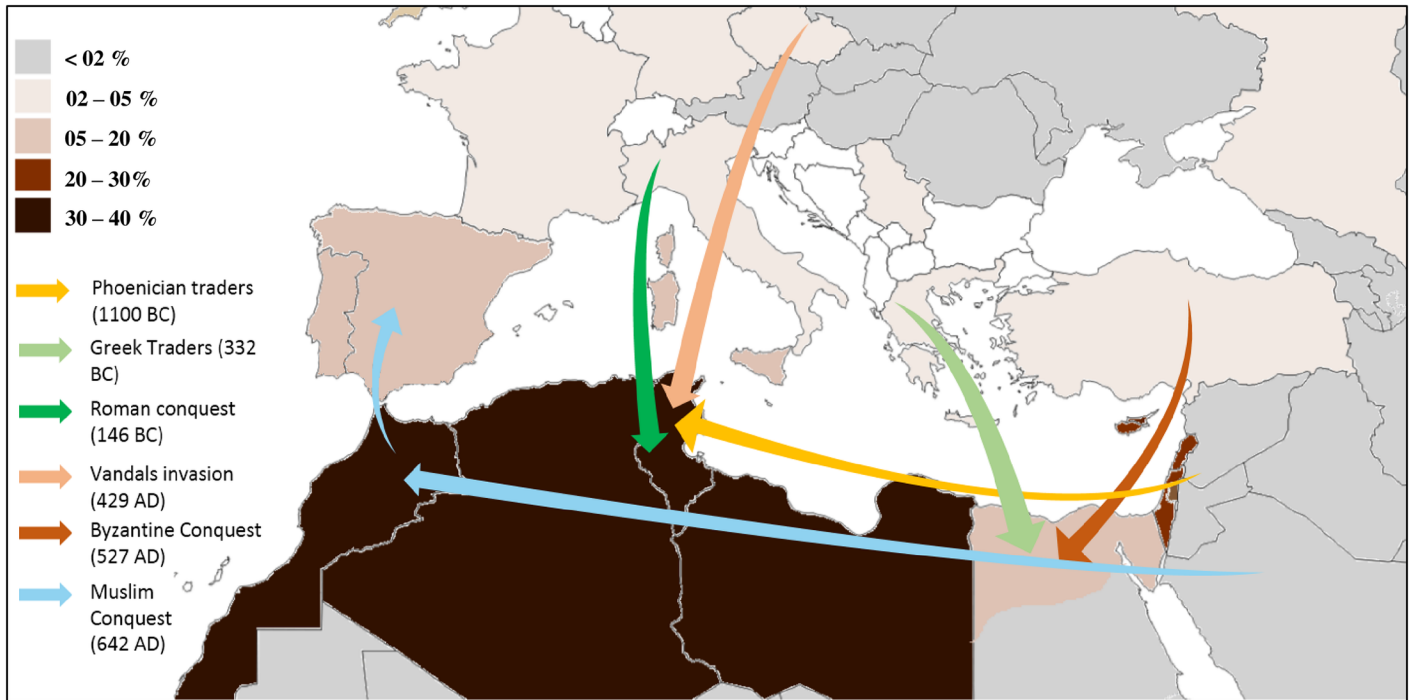 < 02 %
02 – 05 %
05 – 20 %
20 – 30%
30 – 40 %
Phoenician traders
(1100 BC)
Greek Traders (332
BC)
Roman conquest
(146 BC)
Vandals invasion
(429 AD)
Byzantine Conquest
(527 AD)
Muslim
Conquest
(642 AD)